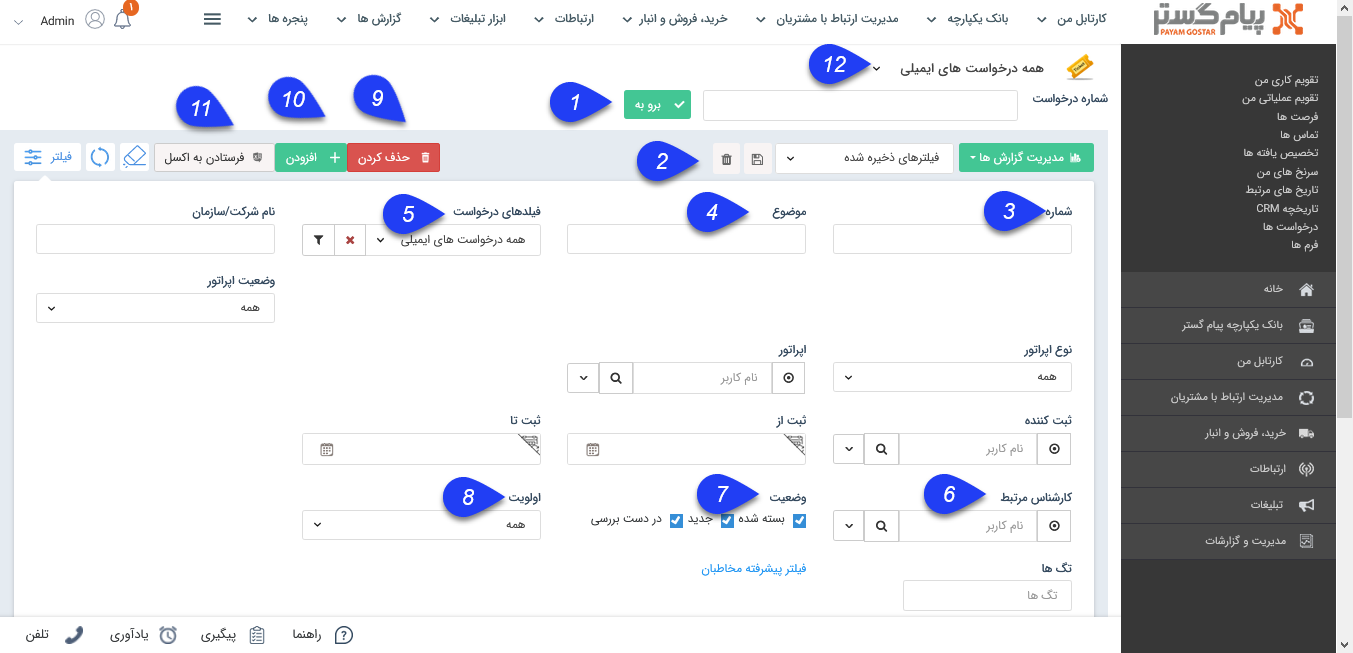 پیام گستر
PAYAM GOSTAR
کارتابل من
بانک یکپارچه
مدیریت ارتباط با مشتریان
خرید، فروش و انبار
ارتباطات
ابزار تبلیغات
گزارش ها
پنجره ها
۱
Admin
همه درخواست های ایمیلی
12
شماره درخواست
برو به
1
9
10
11
مدیریت گزارش ها
فیلترهای ذخیره شده
2
حذف کردن
افزودن
فرستادن به اکسل
فیلتر
شماره
3
موضوع
4
فیلدهای درخواست
5
نام شرکت/سازمان
همه درخواست های ایمیلی
وضعیت اپراتور
همه
نوع اپراتور
اپراتور
همه
نام کاربر
ثبت کننده
ثبت از
ثبت تا
نام کاربر
کارشناس مرتبط
6
وضعیت
7
اولویت
8
نام کاربر
بسته شده
جدید
در دست بررسی
همه
تگ ها
فیلتر پیشرفته مخاطبان
تگ ها
تقویم کاری من
تقویم عملیاتی من
فرصت ها
تماس ها
تخصیص یافته ها
سرنخ های من
تاریخ های مرتبط
تاریخچه CRM
درخواست ها
فرم ها
خانه
بانک یکپارچه پیام گستر
کارتابل من
مدیریت ارتباط با مشتریان
خرید، فروش و انبار
ارتباطات
تبلیغات
مدیریت و گزارشات
راهنما
پیگیری
یادآوری
تلفن